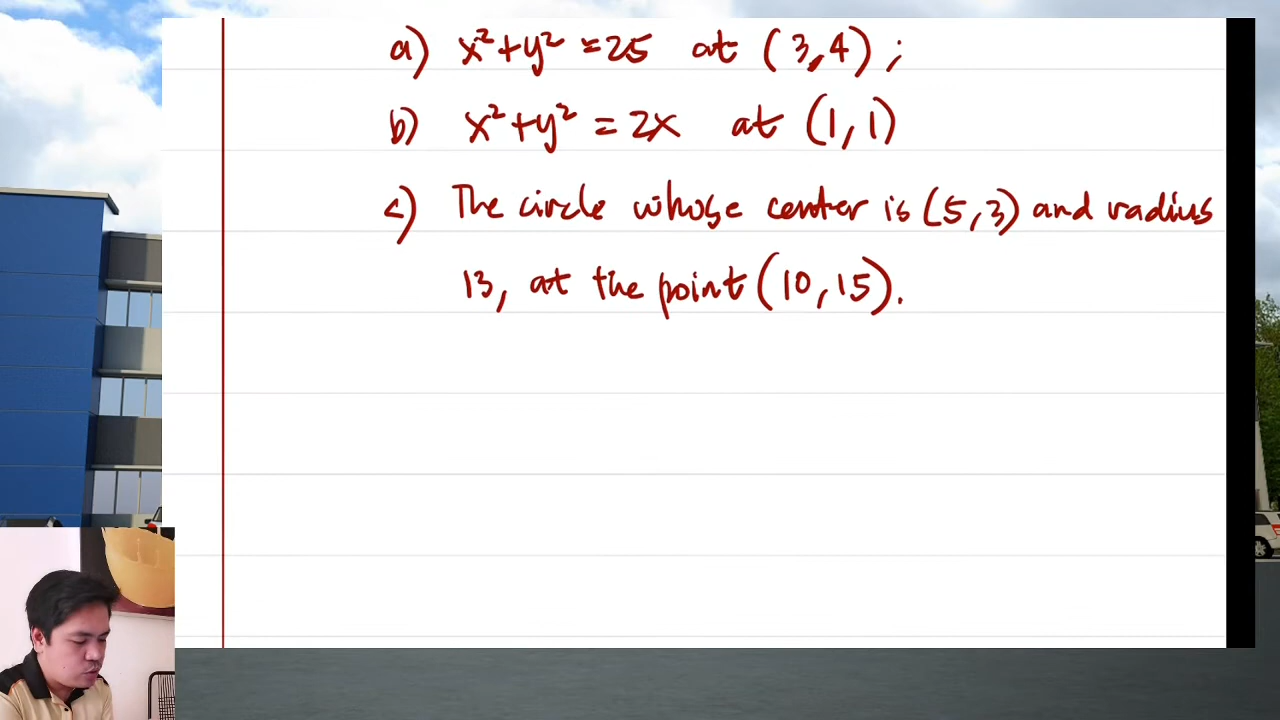 a) x²+y² = 25 at (3,4) ;
b) x²+y² = 2x at (1,1)
c) The circle whose center is (5,3) and radius
13, at the point (10,15).